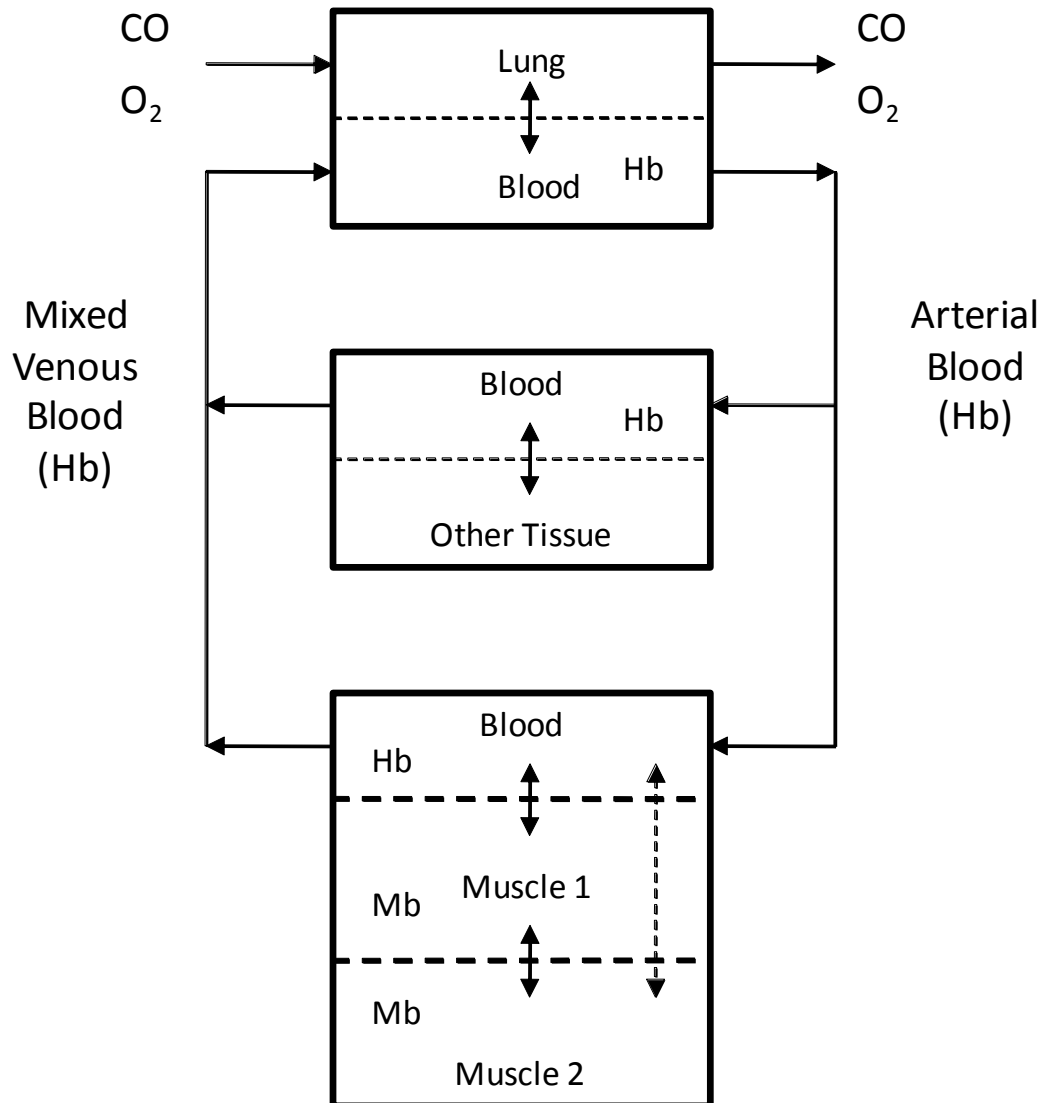 CO
O₂
Lung
Blood
Hb
CO
O₂
Mixed
Venous
Blood
(Hb)
Arterial
Blood
(Hb)
Blood
Hb
Other Tissue
Blood
Hb
Muscle 1
Mb
Mb
Muscle 2